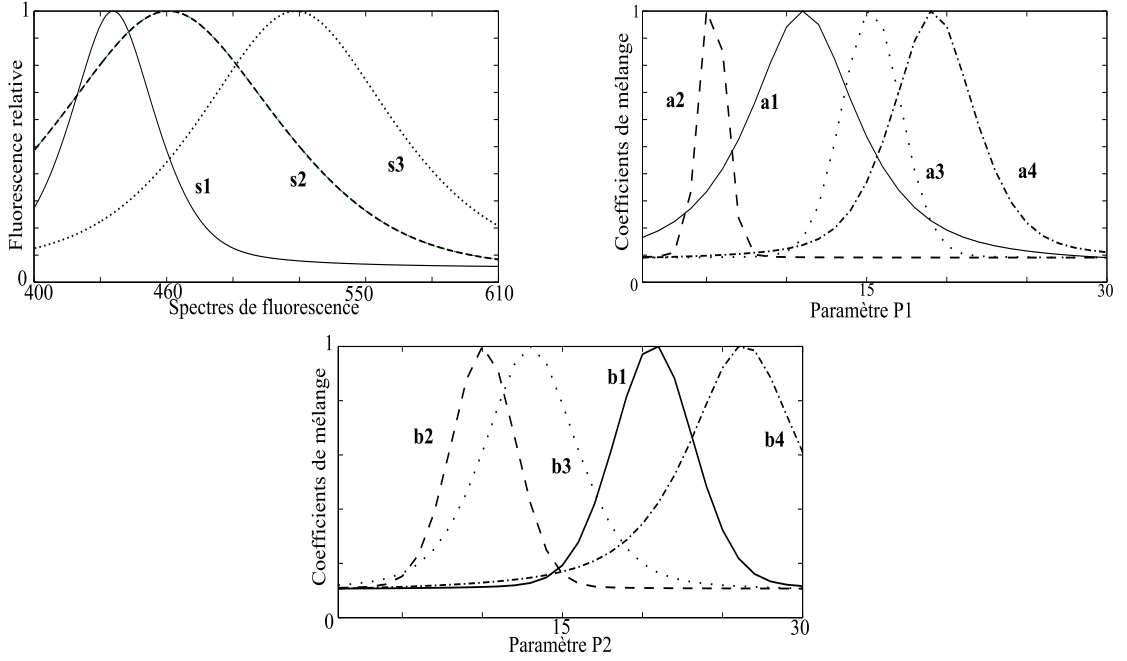 1
Fluorescence relative
s1
s2
s3
0
400
460
550
610
Spectres de fluorescence
1
Coefficients de mélange
a2
a1
a3
a4
0
15
30
Paramètre P1
1
Coefficients de mélange
b2
b3
b1
b4
0
15
30
Paramètre P2